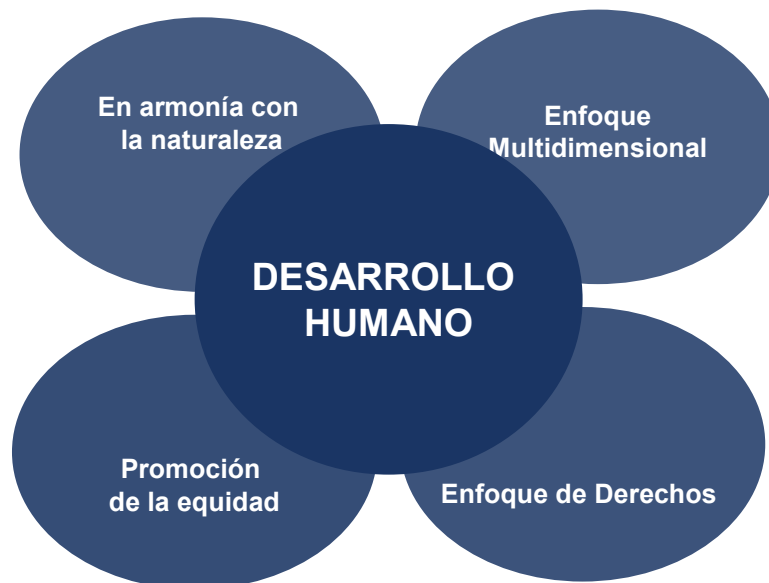 En armonía con
la naturaleza
Enfoque
Multidimensional
DESARROLLO
HUMANO
Promoción
de la equidad
Enfoque de Derechos